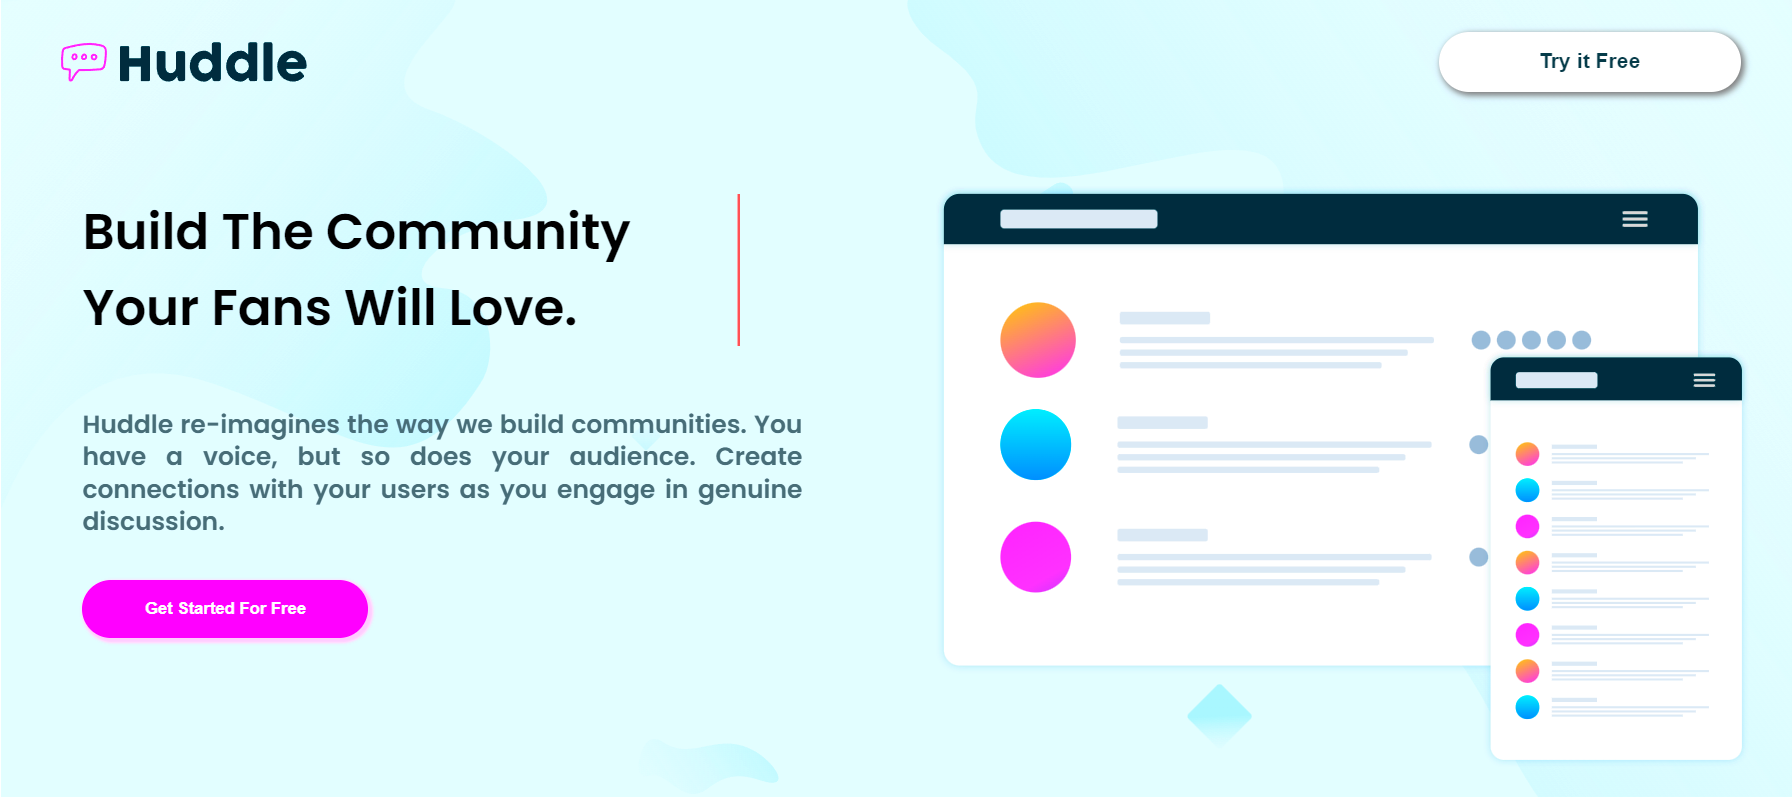 Huddle
Try it Free
Build The Community
Your Fans Will Love.
Huddle re-imagines the way we build communities. You
have a voice, but so does your audience. Create
connections with your users as you engage in genuine
discussion.
Get Started For Free